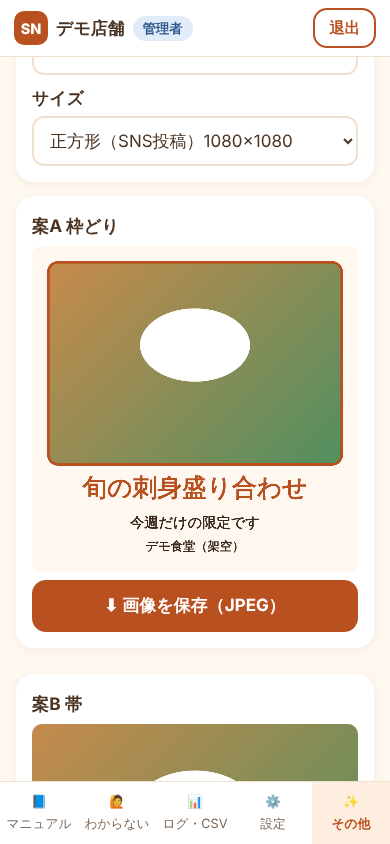 SN デモ店舗 管理者 退出
サイズ
正方形（SNS投稿）1080×1080
案A 枠どり
旬の刺身盛り合わせ
今週だけの限定です
デモ食堂（架空）
⬇ 画像を保存（JPEG）
案B 帯
マニュアル わからない ログ・CSV 設定 その他